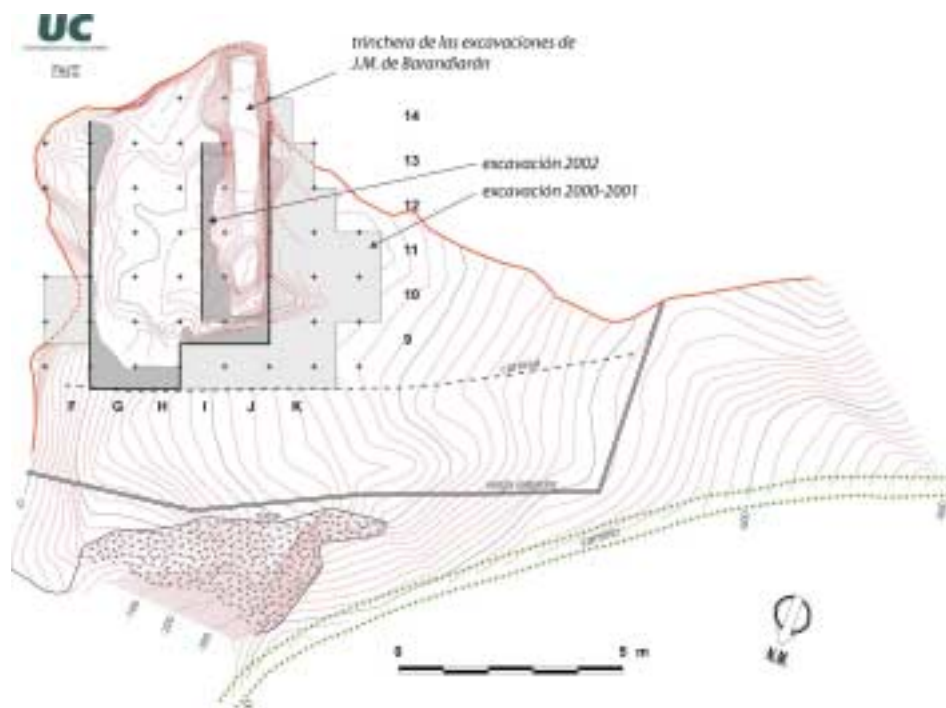 UC
trinchera de las excavaciones de
J.M. de Barandiarán
14
13
excavación 2002
excavación 2000-2001
12
11
10
9
F G H I J K
0 5 m
N.M.